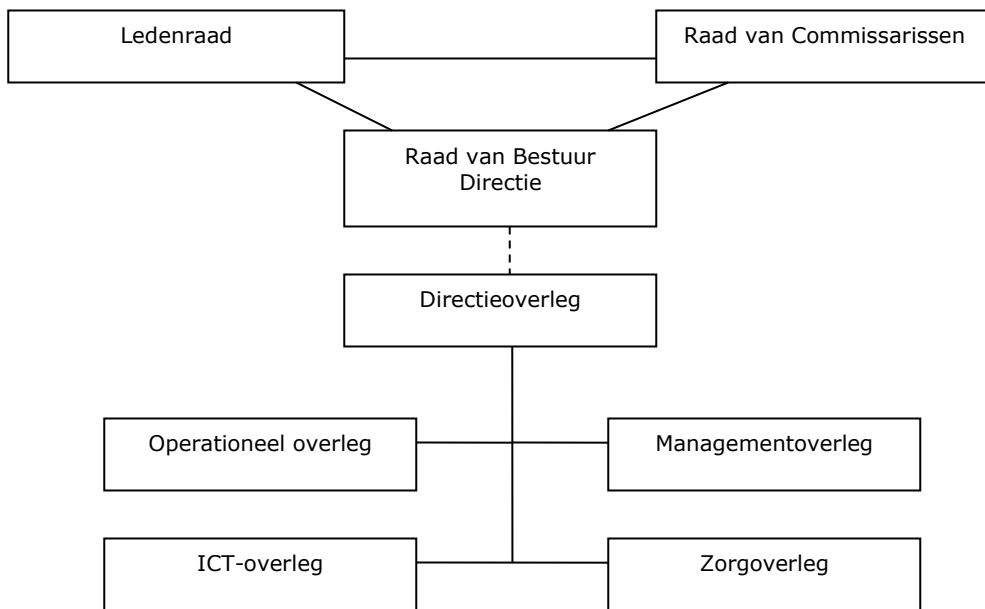 Ledenraad
Raad van Commissarissen
Raad van Bestuur
Directie
Directieoverleg
Operationeel overleg
Managementoverleg
ICT-overleg
Zorgoverleg